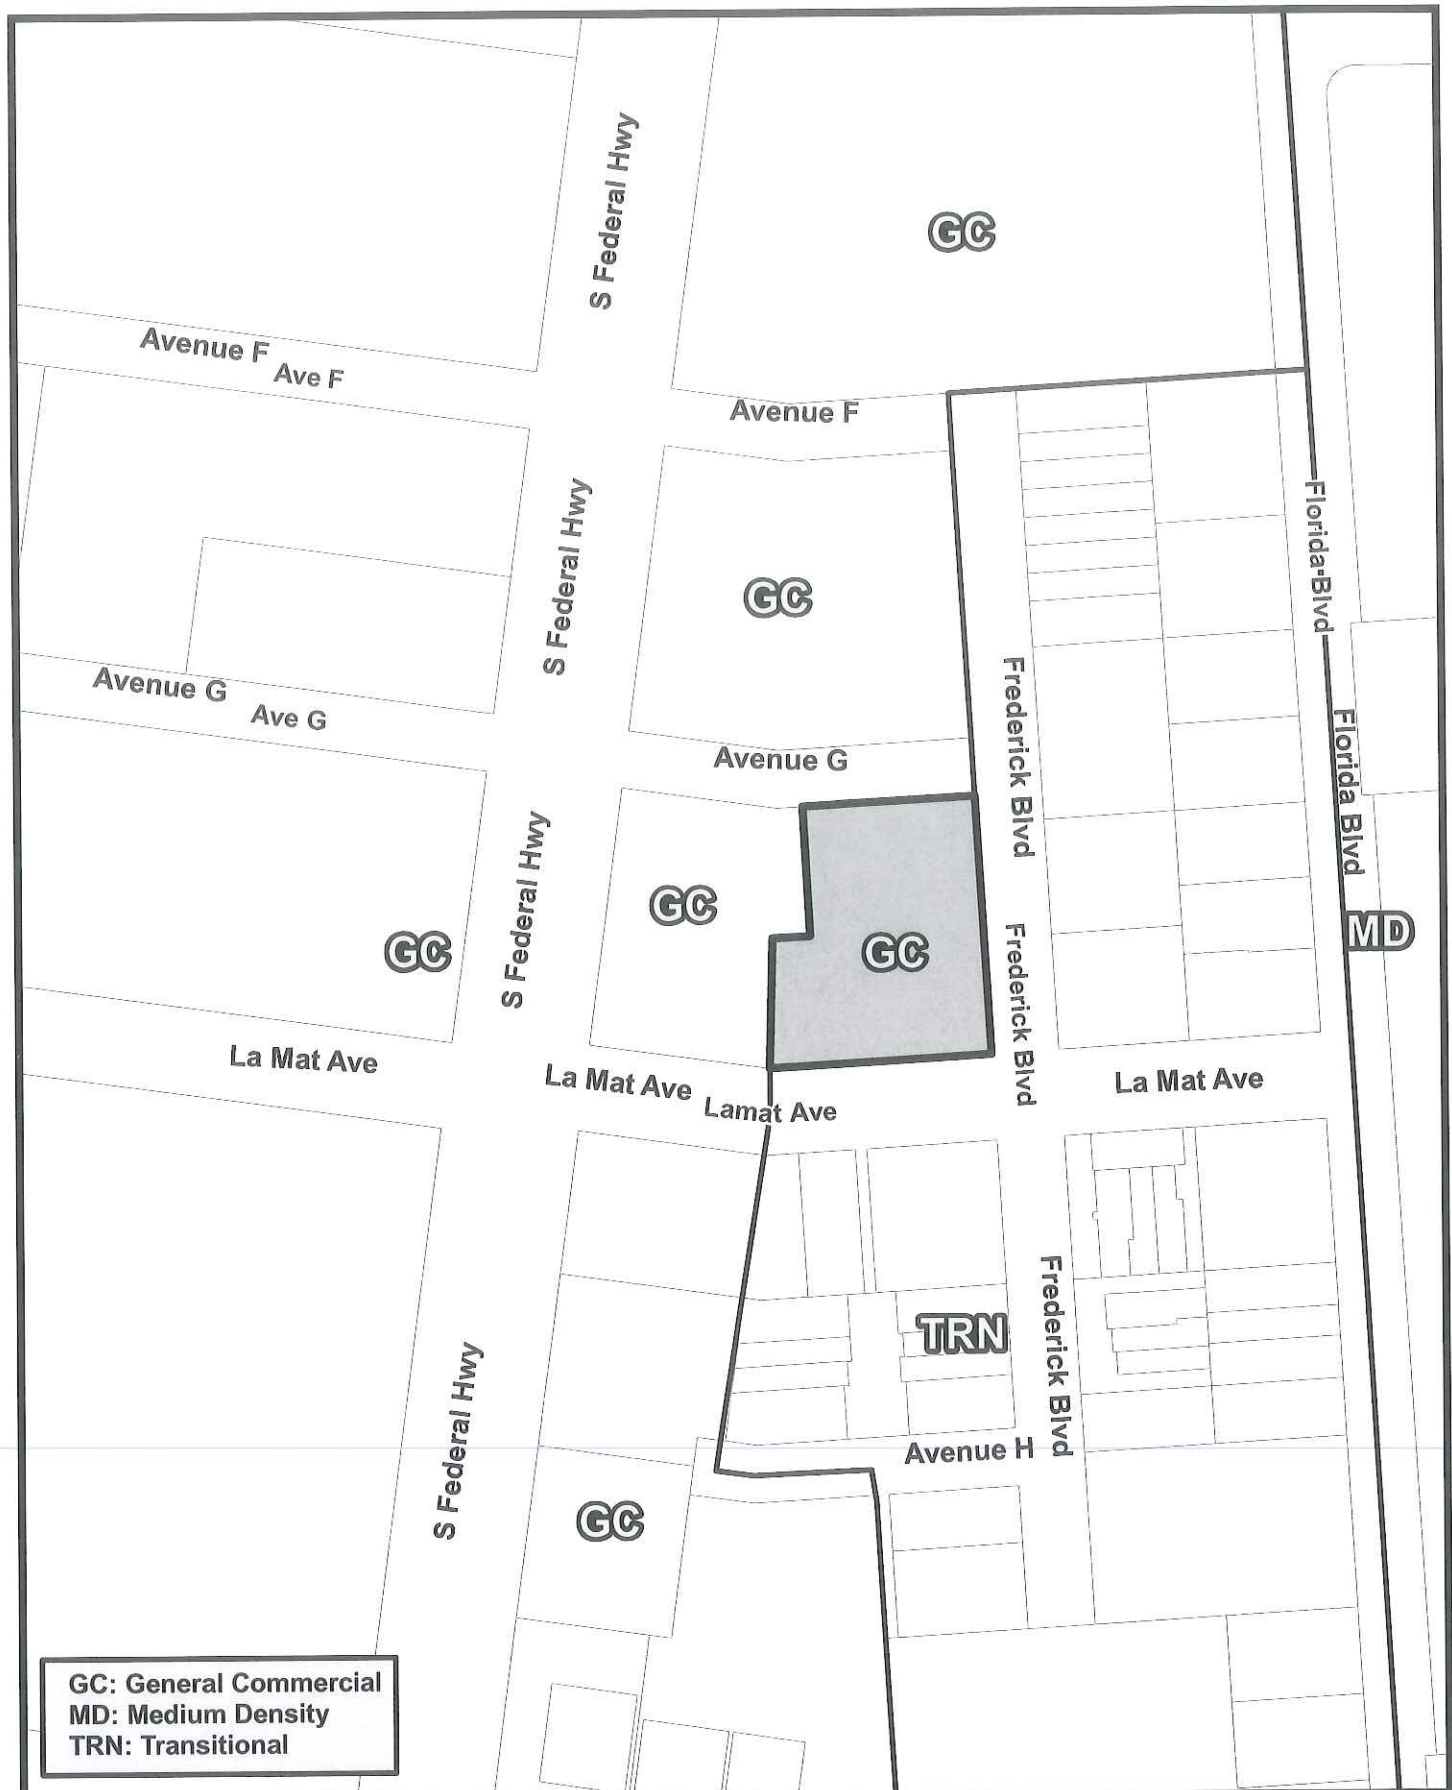 S Federal Hwy
GC
Avenue F
Ave F
Avenue F
S Federal Hwy
Florida Blvd
GC
Avenue G
Ave G
Avenue G
Frederick Blvd
Florida Blvd
S Federal Hwy
GC
GC
GC
Frederick Blvd
MD
La Mat Ave
La Mat Ave
Lamat Ave
La Mat Ave
TRN
Frederick Blvd
S Federal Hwy
Avenue H
GC
GC: General Commercial
MD: Medium Density
TRN: Transitional